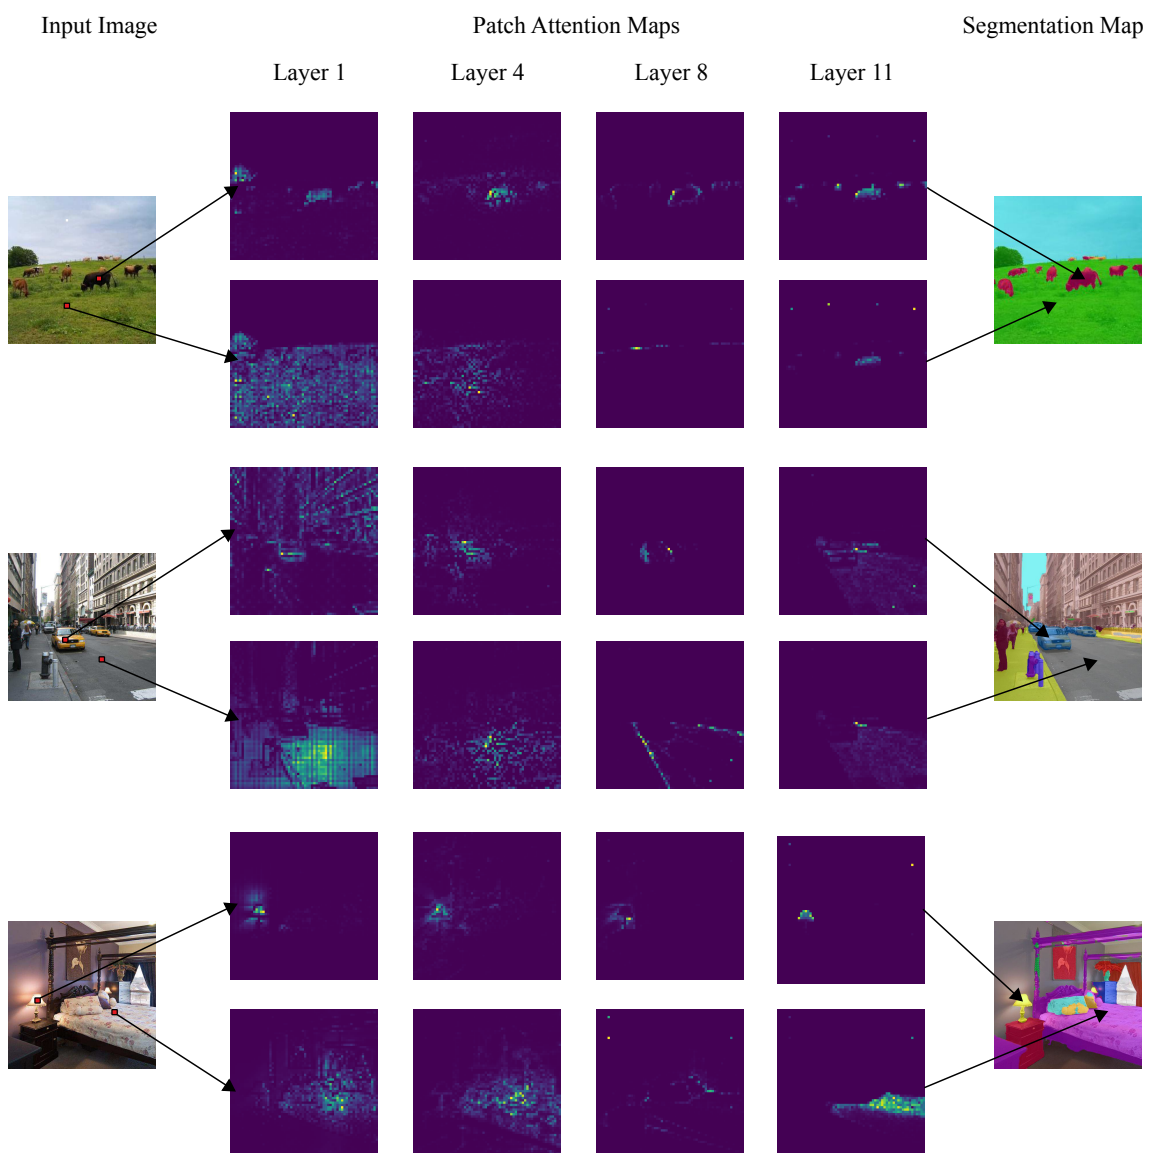 Input Image
Patch Attention Maps
Segmentation Map
Layer 1
Layer 4
Layer 8
Layer 11